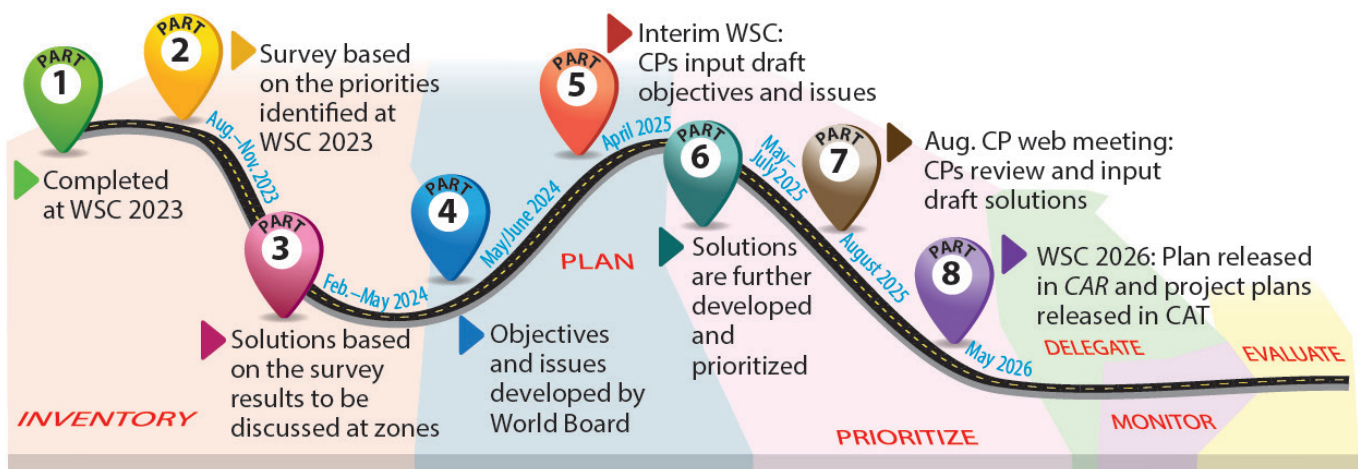 PART
1
Completed
at WSC 2023
PART
2
Survey based
on the priorities
identified at
WSC 2023
Aug.–Nov. 2023
PART
3
Solutions based
on the survey
results to be
discussed at zones
Feb.–May 2024
INVENTORY
PART
4
Objectives
and issues
developed by
World Board
May/June 2024
PLAN
PART
5
Interim WSC:
CPs input draft
objectives and issues
April 2025
PART
6
Solutions
are further
developed
and
prioritized
May–
July 2025
PART
7
Aug. CP web meeting:
CPs review and input
draft solutions
August 2025
PRIORITIZE
PART
8
WSC 2026: Plan released
in CAR and project plans
released in CAT
May 2026
DELEGATE
MONITOR
EVALUATE